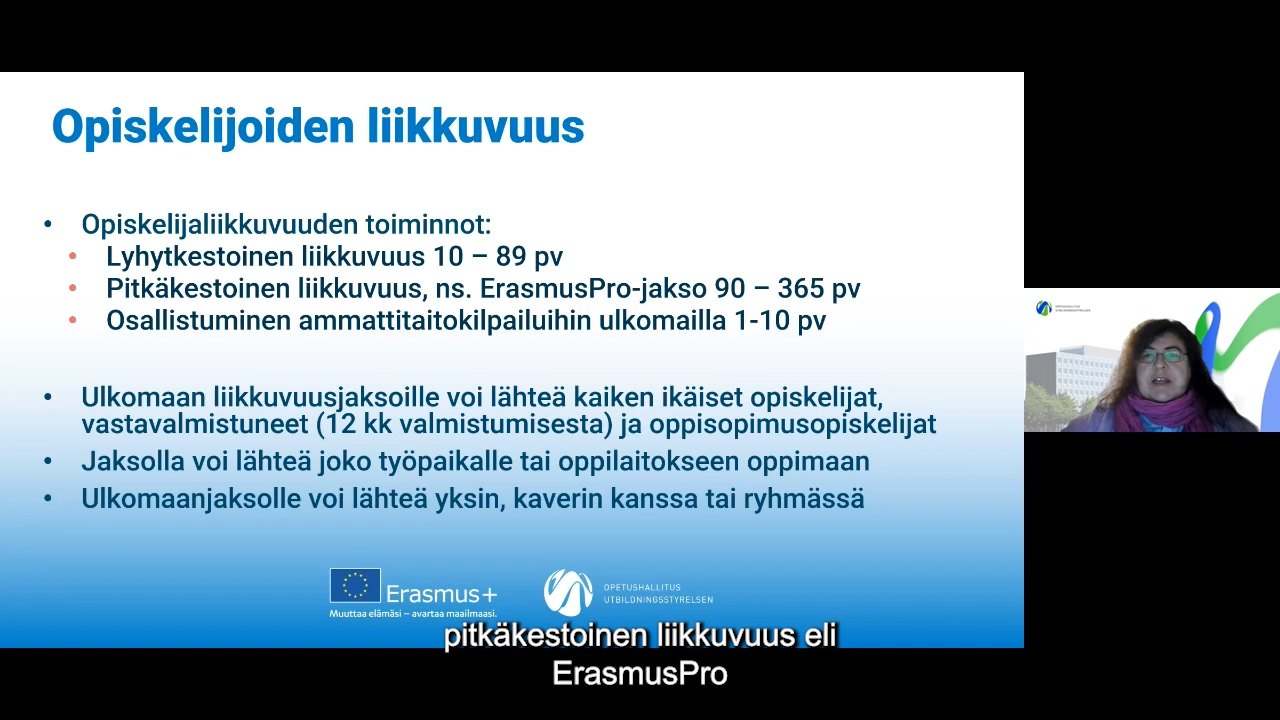 Opiskelijoiden liikkuvuus
• Opiskelijaliikkuvuuden toiminnot:
• Lyhytkestoinen liikkuvuus 10 – 89 pv
• Pitkäkestoinen liikkuvuus, ns. ErasmusPro-jakso 90 – 365 pv
• Osallistuminen ammattitaitokilpailuihin ulkomailla 1-10 pv
• Ulkomaan liikkuvuusjaksoille voi lähteä kaiken ikäiset opiskelijat,
vastavalmistuneet (12 kk valmistumisesta) ja oppisopimusopiskelijat
• Jaksolla voi lähteä joko työpaikalle tai oppilaitokseen oppimaan
• Ulkomaanjaksolle voi lähteä yksin, kaverin kanssa tai ryhmässä
Erasmus+
Muuttaa elämäsi – avartaa maailmaasi.
OPETUSHALLITUS
UTBILDNINGSSTYRELSEN
pitkäkestoinen liikkuvuus eli
ErasmusPro
OPETUSHALLITUS
UTBILDNINGSSTYRELSEN